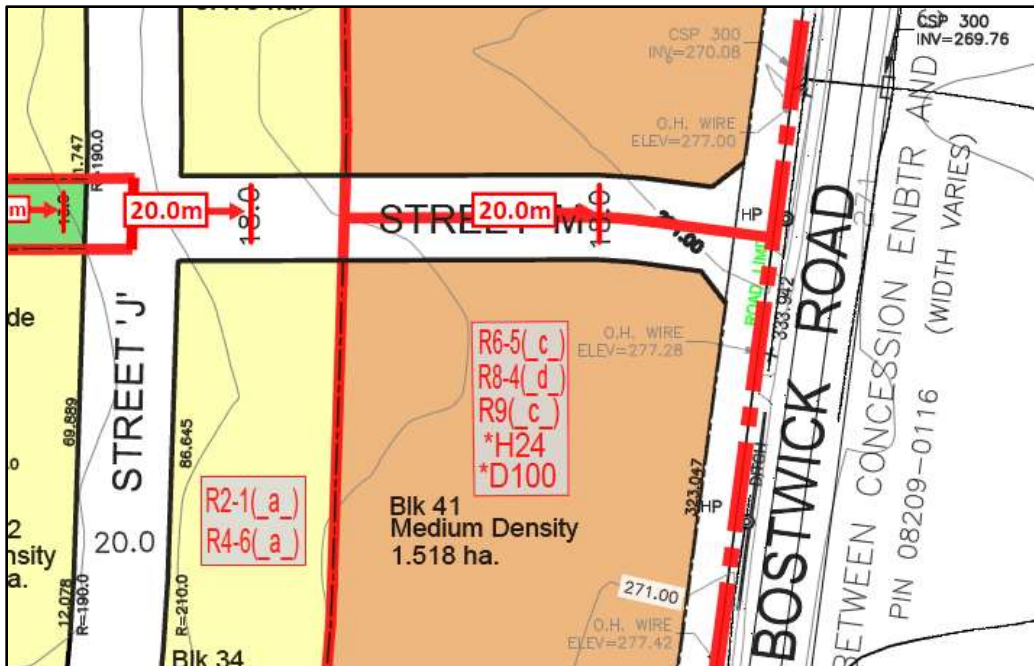 CSP 300
INV=270.08
CSP 300
INV=269.76
O.H. WIRE
ELEV=277.00
R=190.0
20.0m
18.0
STREET 'M'
20.0m
18.0
HP
ROAD LIMIT
333.942
STREET 'J'
20.0
69.889
86.645
12.078
R=190.0
R=210.0
R2-1(_a_)
R4-6(_a_)
R6-5(_c_)
R8-4(_d_)
R9(_c_)
*H24
*D100
Blk 41
Medium Density
1.518 ha.
O.H. WIRE
ELEV=277.28
323.047
HP
DITCH
271.00
O.H. WIRE
ELEV=277.42
BOSTWICK ROAD
BETWEEN CONCESSION ENBTR AND
(WIDTH VARIES)
PIN 08209-0116
Blk 34